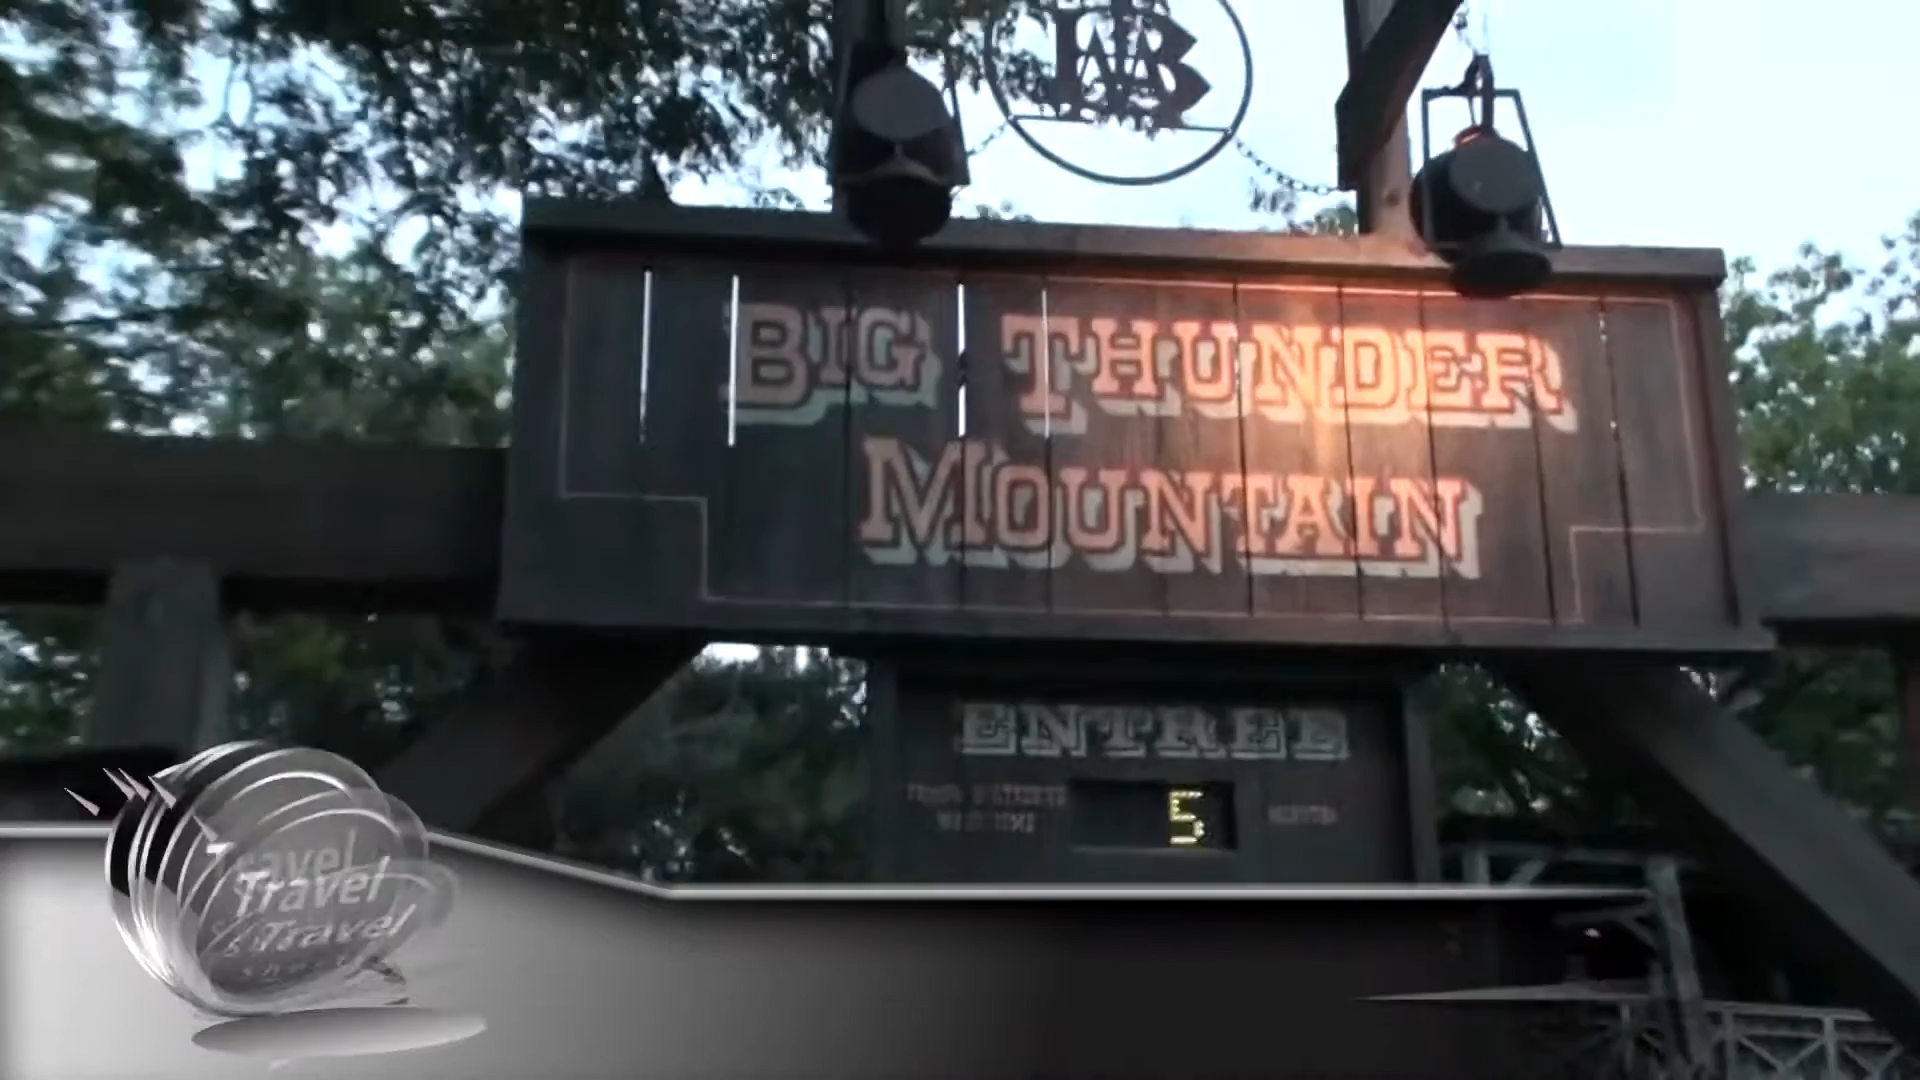 BIG THUNDER
MOUNTAIN
ENTREE
5
Travel
Travel
Travel